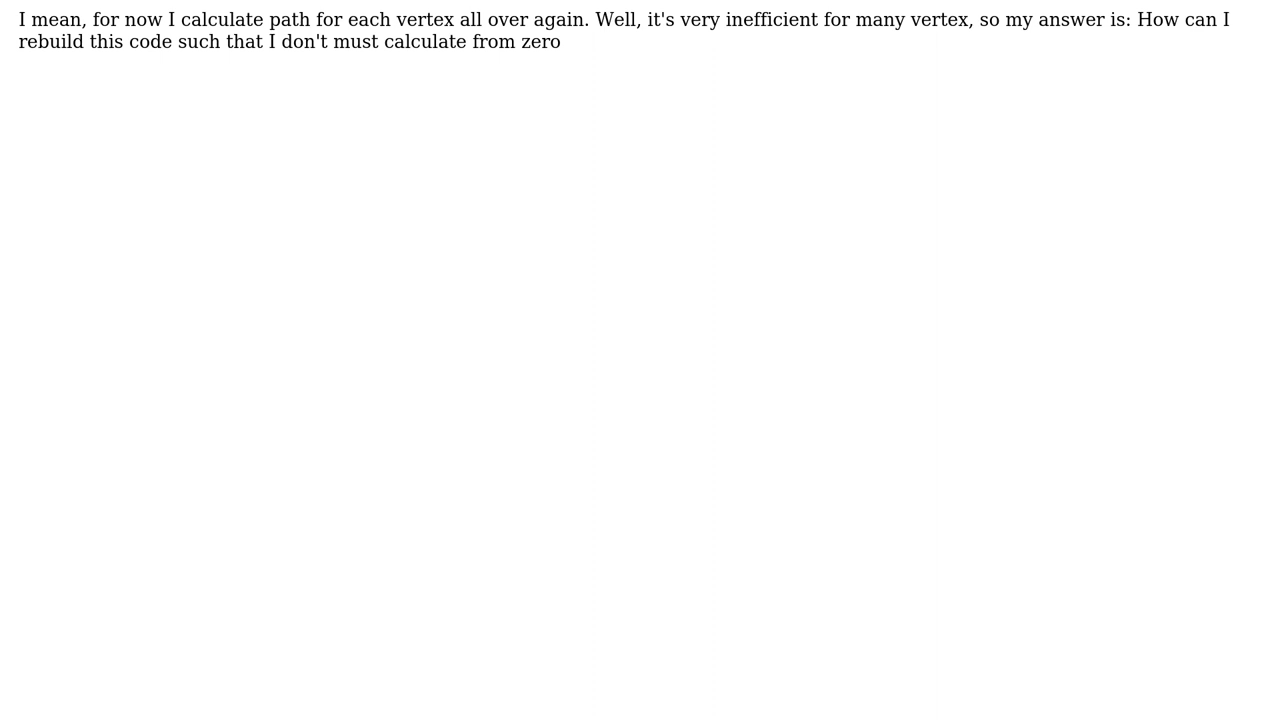 I mean, for now I calculate path for each vertex all over again. Well, it's very inefficient for many vertex, so my answer is: How can I
rebuild this code such that I don't must calculate from zero